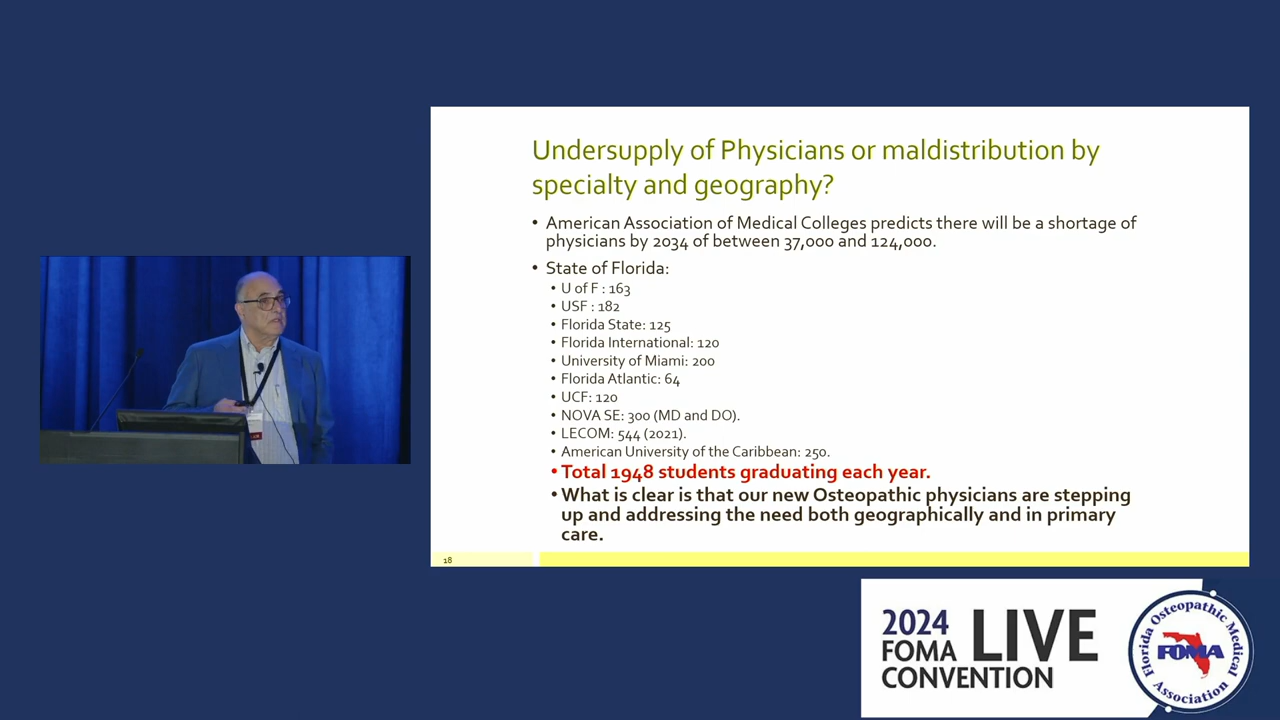 Undersupply of Physicians or maldistribution by
specialty and geography?
• American Association of Medical Colleges predicts there will be a shortage of
physicians by 2034 of between 37,000 and 124,000.
• State of Florida:
• U of F : 163
• USF : 182
• Florida State: 125
• Florida International: 120
• University of Miami: 200
• Florida Atlantic: 64
• UCF: 120
• NOVA SE: 300 (MD and DO).
• LECOM: 544 (2021).
• American University of the Caribbean: 250.
• Total 1948 students graduating each year.
• What is clear is that our new Osteopathic physicians are stepping
up and addressing the need both geographically and in primary
care.
18
2024
FOMA
LIVE
CONVENTION
Florida Osteopathic Medical
FOMA
Association